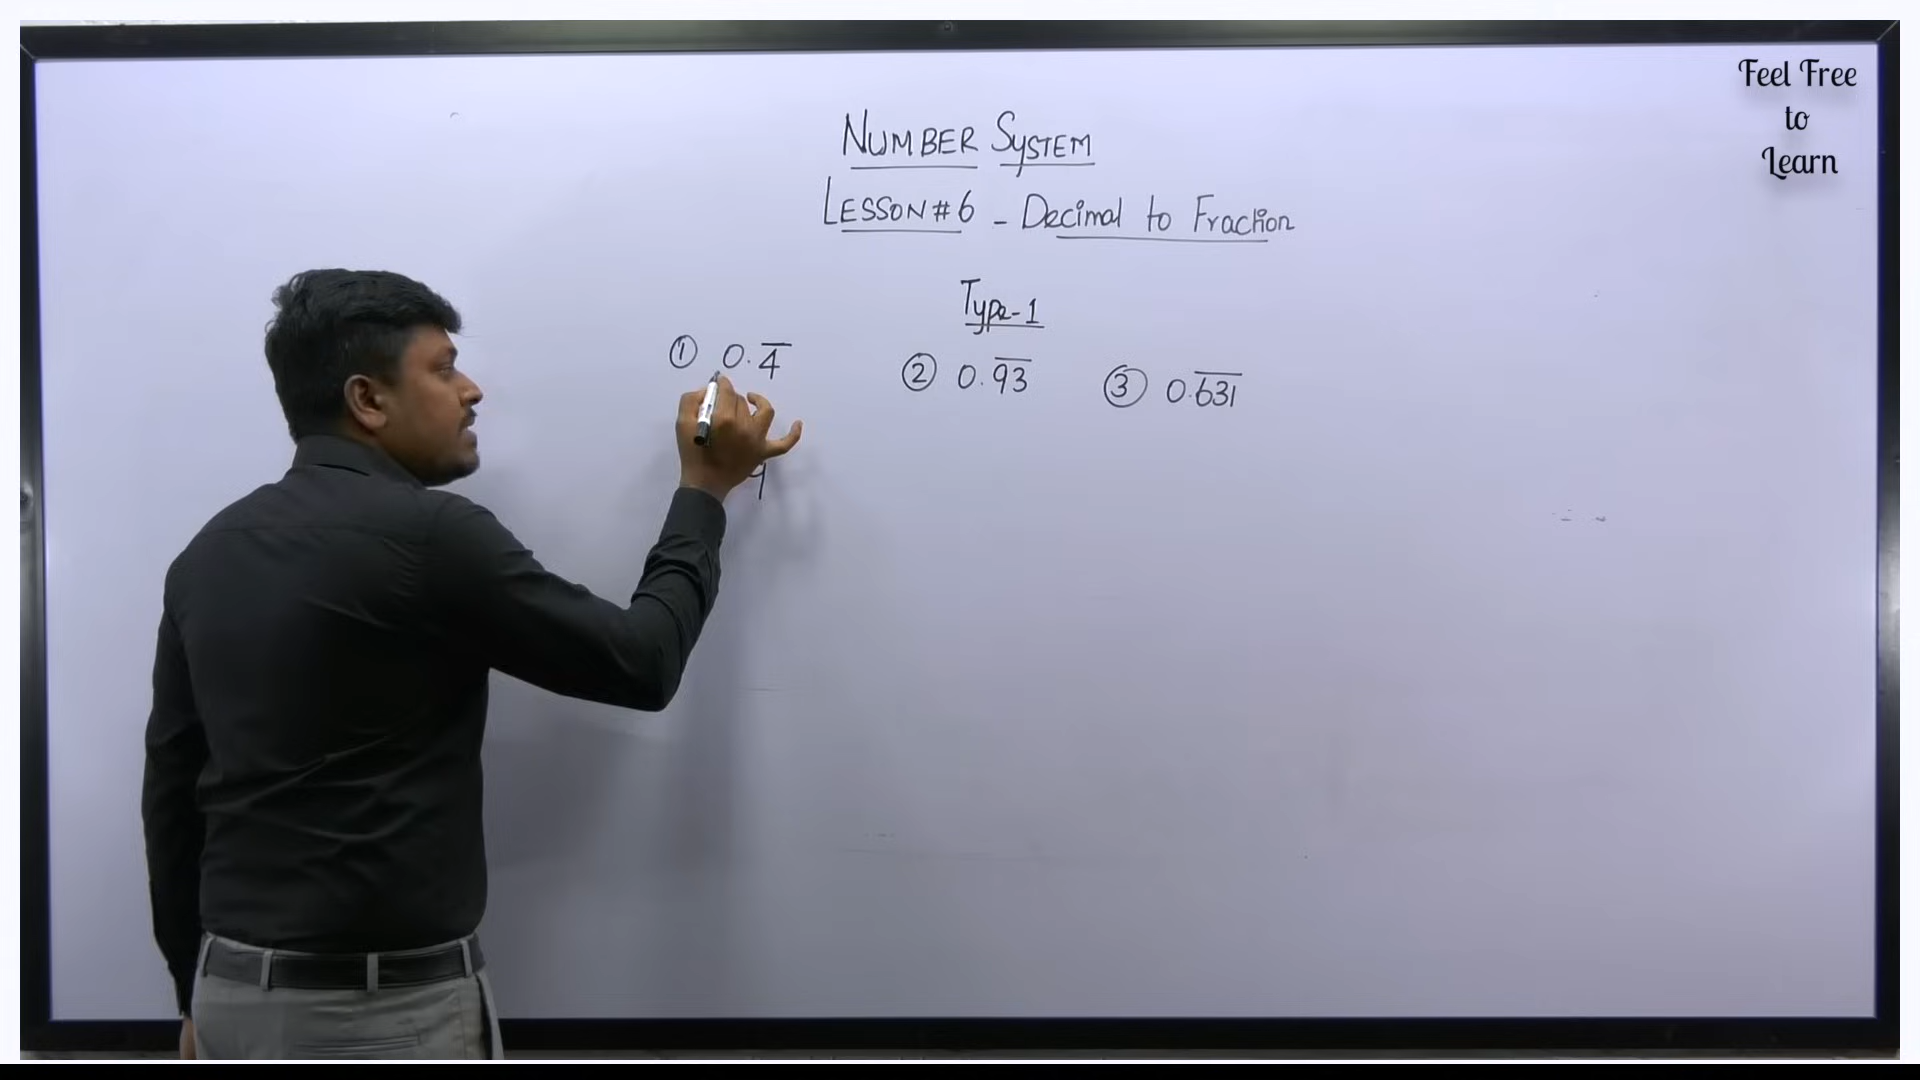 Feel Free
to
Learn
NUMBER SYSTEM
LESSON # 6 - Decimal to Fraction
Type-1
① 0.4̅ ② 0.9̅3̅ ③ 0.6̅3̅1̅
9